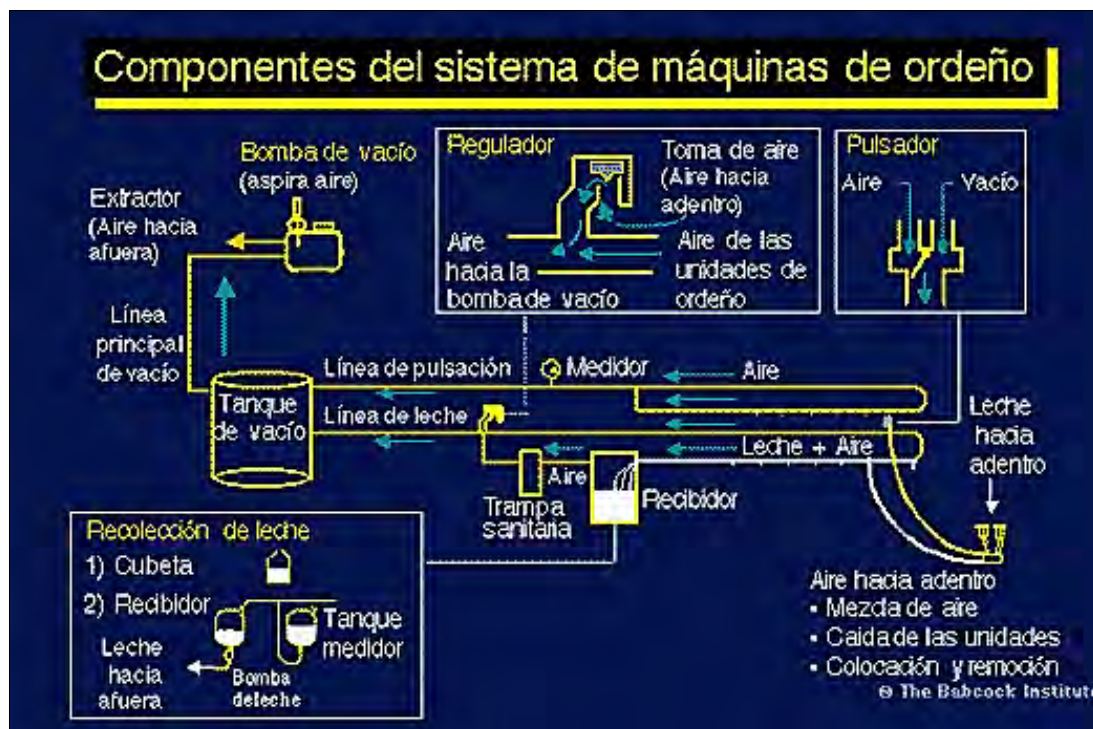 Componentes del sistema de máquinas de ordeño
Bomba de vacío
(aspira aire)
Extractor
(Aire hacia
afuera)
Línea
principal
de vacío
Regulador
Toma de aire
(Aire hacia
adentro)
Aire
hacia la
bomba de vacío
Aire de las
unidades de
ordeño
Pulsador
Aire
Vacío
Línea de pulsación
Medidor
Aire
Tanque
de vacío
Línea de leche
Leche + Aire
Leche
hacia
adentro
Aire
Trampa
sanitaria
Recibidor
Recolección de leche
1) Cubeta
2) Recibidor
Tanque
medidor
Leche
hacia
afuera
Bomba
deleche
Aire hacia adentro
• Mezcla de aire
• Caida de las unidades
• Colocación y remoción
© The Babcock Institute